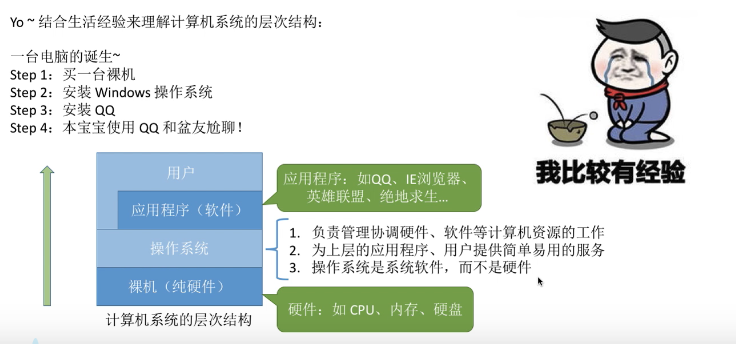 Yo ~ 结合生活经验来理解计算机系统的层次结构：
一台电脑的诞生~
Step 1：买一台裸机
Step 2：安装 Windows 操作系统
Step 3：安装 QQ
Step 4：本宝宝使用 QQ 和盆友尬聊！
我比较有经验
用户
应用程序（软件）
操作系统
裸机（纯硬件）
计算机系统的层次结构
应用程序：如QQ、IE浏览器、
英雄联盟、绝地求生...
1. 负责管理协调硬件、软件等计算机资源的工作
2. 为上层的应用程序、用户提供简单易用的服务
3. 操作系统是系统软件，而不是硬件
硬件：如 CPU、内存、硬盘